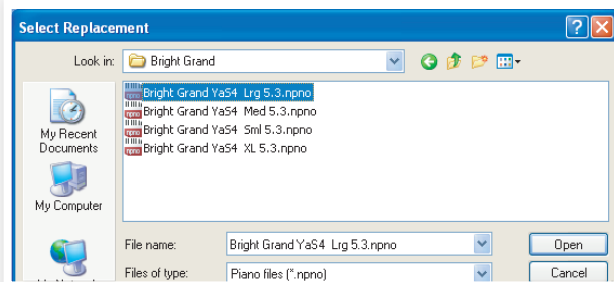 Select Replacement
Look in: Bright Grand
Bright Grand YaS4 Lrg 5.3.npno
Bright Grand YaS4 Med 5.3.npno
Bright Grand YaS4 Sml 5.3.npno
Bright Grand YaS4 XL 5.3.npno
My Recent
Documents
My Computer
File name: Bright Grand YaS4 Lrg 5.3.npno Open
Files of type: Piano files (*.npno) Cancel